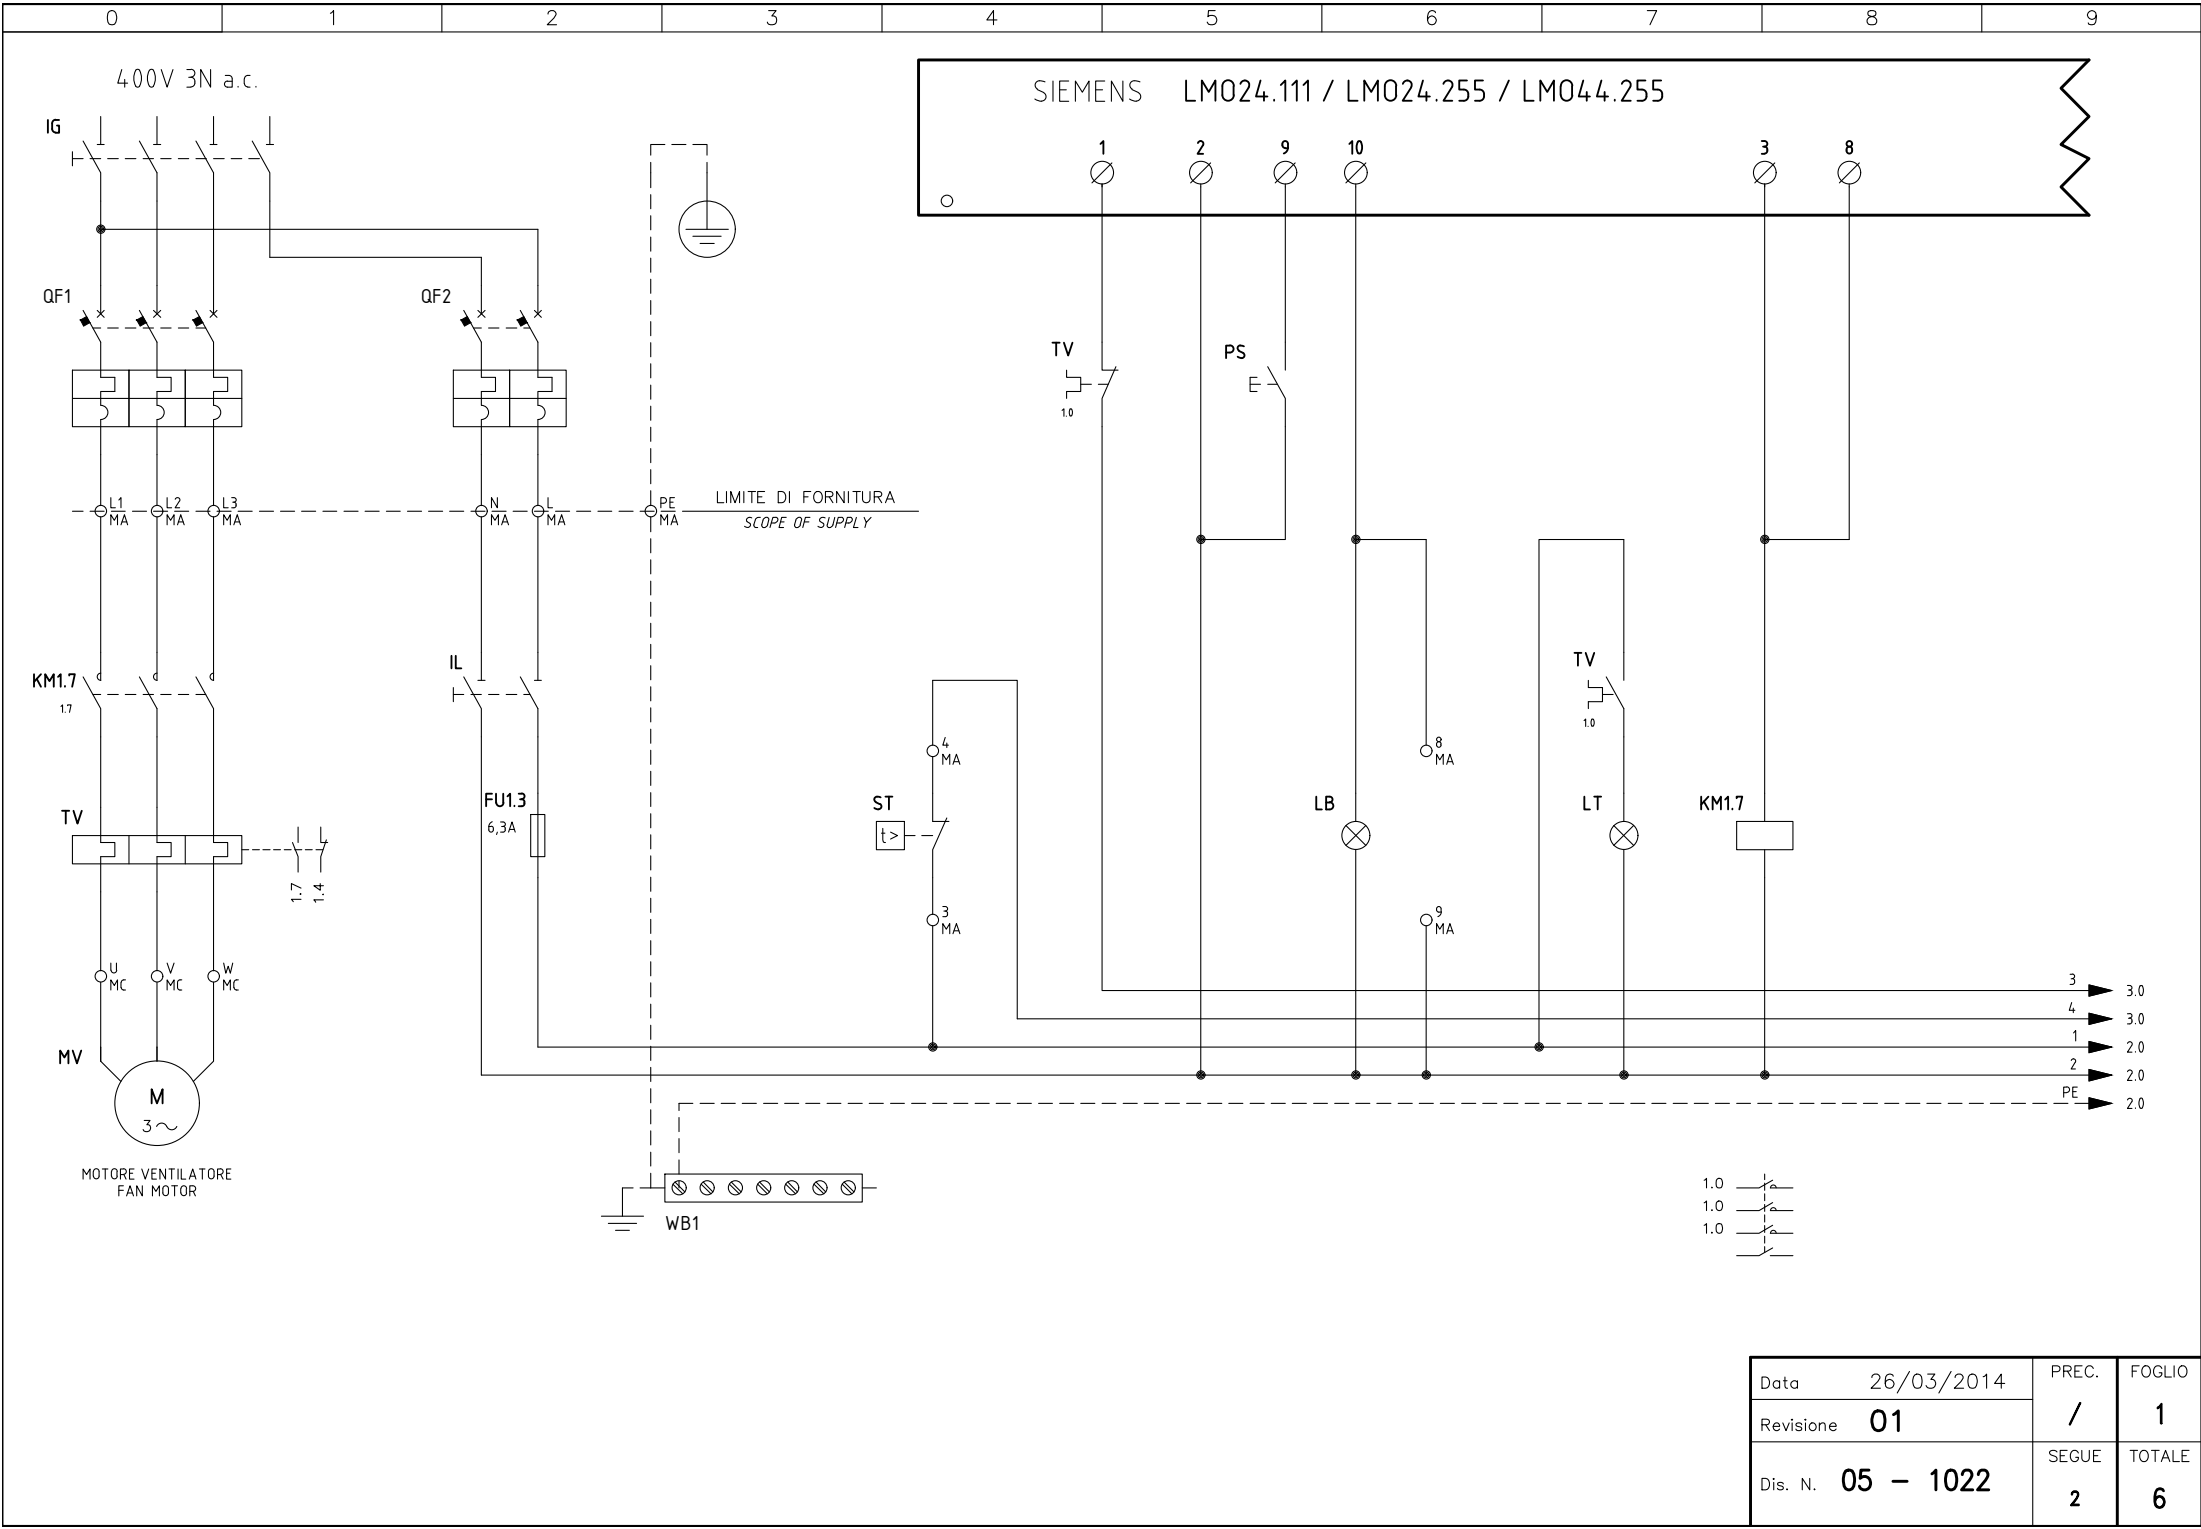 0 1 2 3 4 5 6 7 8 9
400V 3N a.c.
SIEMENS LMO24.111 / LMO24.255 / LMO44.255
IG
1 2 9 10 3 8
QF1
QF2
TV
1.0
PS
L1
MA
L2
MA
L3
MA
N
MA
L
MA
PE
MA
LIMITE DI FORNITURA
SCOPE OF SUPPLY
KM1.7
1.7
IL
TV
1.0
4
MA
8
MA
TV
FU1.3
6,3A
ST
t>
LB
LT
KM1.7
1.7
1.4
3
MA
9
MA
U
MC
V
MC
W
MC
3 3.0
4 3.0
1 2.0
2 2.0
PE 2.0
MV
M
3~
MOTORE VENTILATORE
FAN MOTOR
WB1
1.0
1.0
1.0
Data 26/03/2014
Revisione 01
Dis. N. 05 - 1022
PREC.
/
FOGLIO
1
SEGUE
2
TOTALE
6